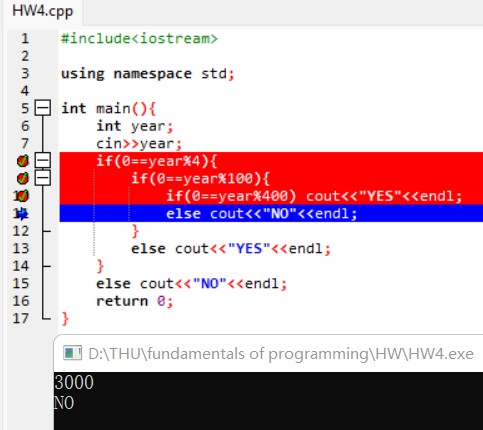 HW4.cpp
1 #include<iostream>
2
3 using namespace std;
4
5 int main(){
6 int year;
7 cin>>year;
if(0==year%4){
if(0==year%100){
if(0==year%400) cout<<"YES"<<endl;
else cout<<"NO"<<endl;
12 }
13 else cout<<"YES"<<endl;
14 }
15 else cout<<"NO"<<endl;
16 return 0;
17 }
D:\THU\fundamentals of programming\HW\HW4.exe
3000
NO